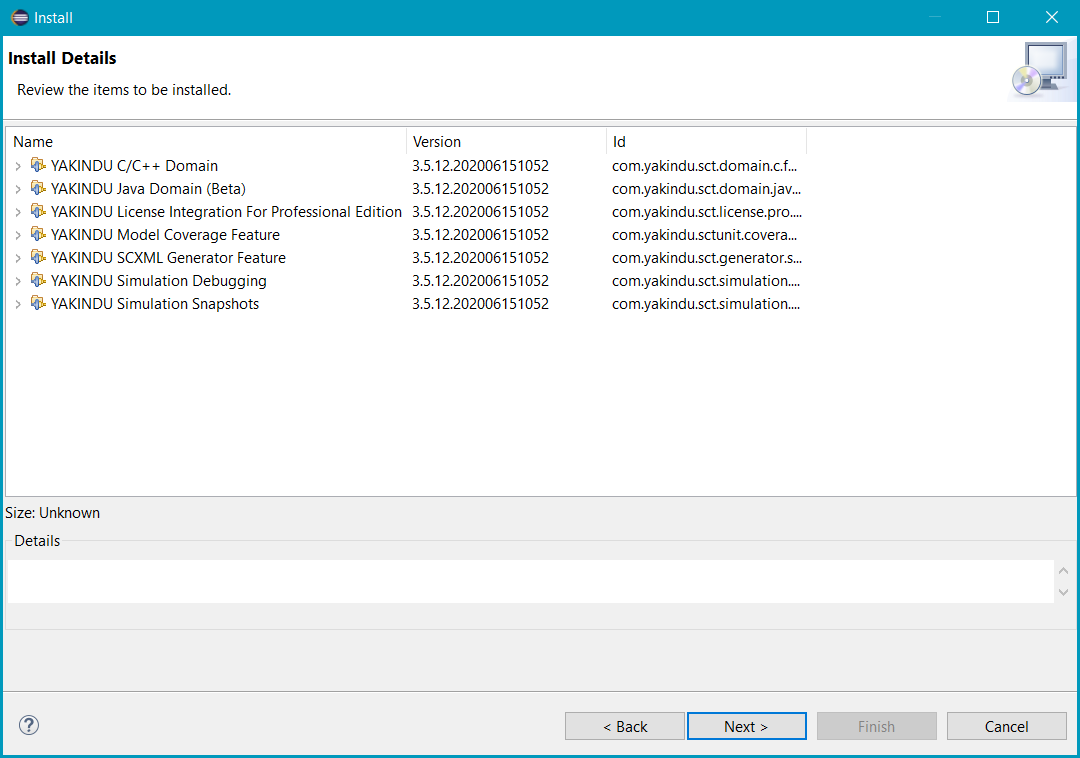 Install
Install Details
Review the items to be installed.
Name Version Id
YAKINDU C/C++ Domain 3.5.12.202006151052 com.yakindu.sct.domain.c.f...
YAKINDU Java Domain (Beta) 3.5.12.202006151052 com.yakindu.sct.domain.jav...
YAKINDU License Integration For Professional Edition 3.5.12.202006151052 com.yakindu.sct.license.pro....
YAKINDU Model Coverage Feature 3.5.12.202006151052 com.yakindu.sctunit.covera...
YAKINDU SCXML Generator Feature 3.5.12.202006151052 com.yakindu.sct.generator.s...
YAKINDU Simulation Debugging 3.5.12.202006151052 com.yakindu.sct.simulation....
YAKINDU Simulation Snapshots 3.5.12.202006151052 com.yakindu.sct.simulation....
Size: Unknown
Details
? < Back Next > Finish Cancel